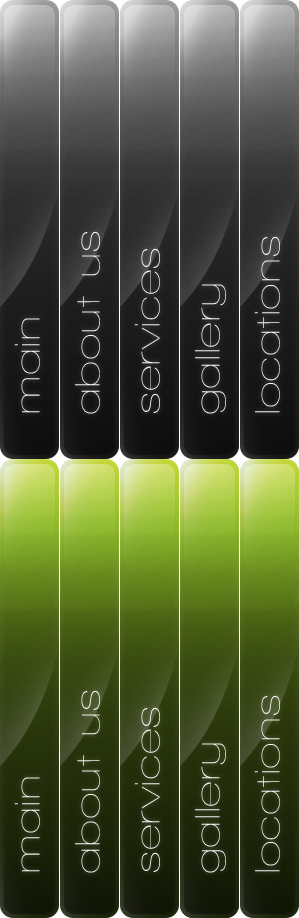 main
about us
services
gallery
locations
main
about us
services
gallery
locations